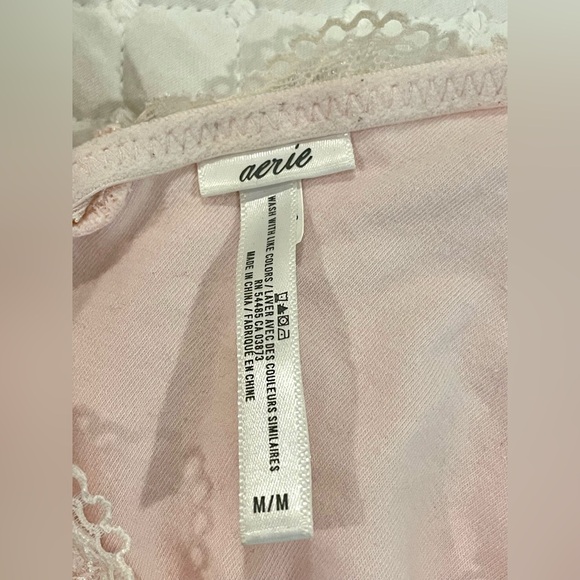 aerie
WASH WITH LIKE COLORS / LAVER AVEC DES COULEURS SIMILAIRES
RN 54485 CA 03873
MADE IN CHINA / FABRIQUÉ EN CHINE
M/M